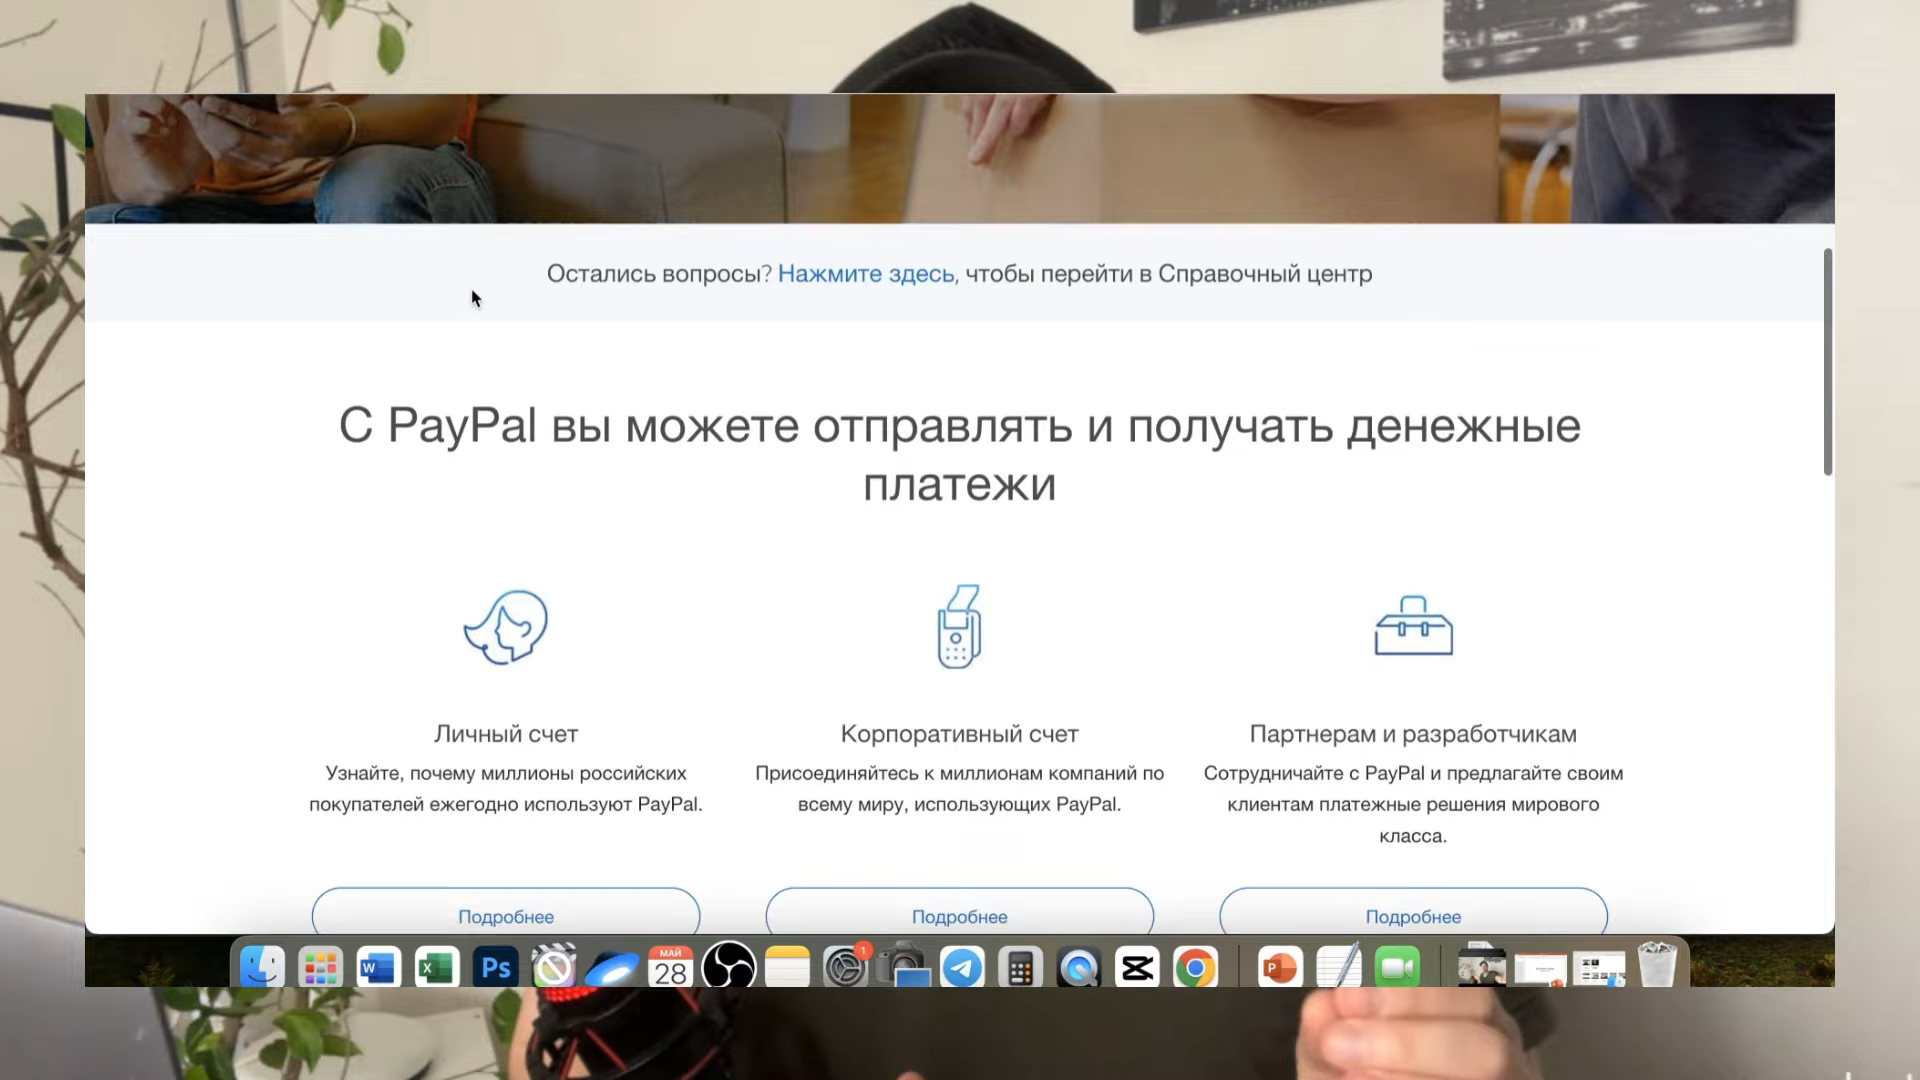 Остались вопросы? Нажмите здесь, чтобы перейти в Справочный центр
С PayPal вы можете отправлять и получать денежные
платежи
Личный счет
Узнайте, почему миллионы российских
покупателей ежегодно используют PayPal.
Подробнее
Корпоративный счет
Присоединяйтесь к миллионам компаний по
всему миру, использующих PayPal.
Подробнее
Партнерам и разработчикам
Сотрудничайте с PayPal и предлагайте своим
клиентам платежные решения мирового
класса.
Подробнее
W
X
Ps
МАЙ
28
1
P